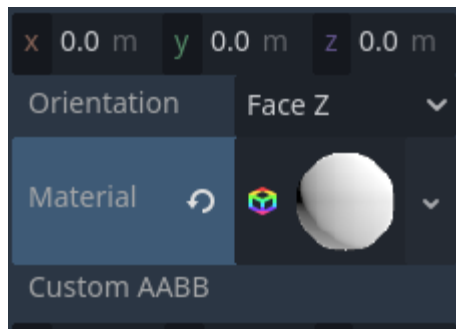 x 0.0 m y 0.0 m z 0.0 m
Orientation Face Z
Material
Custom AABB